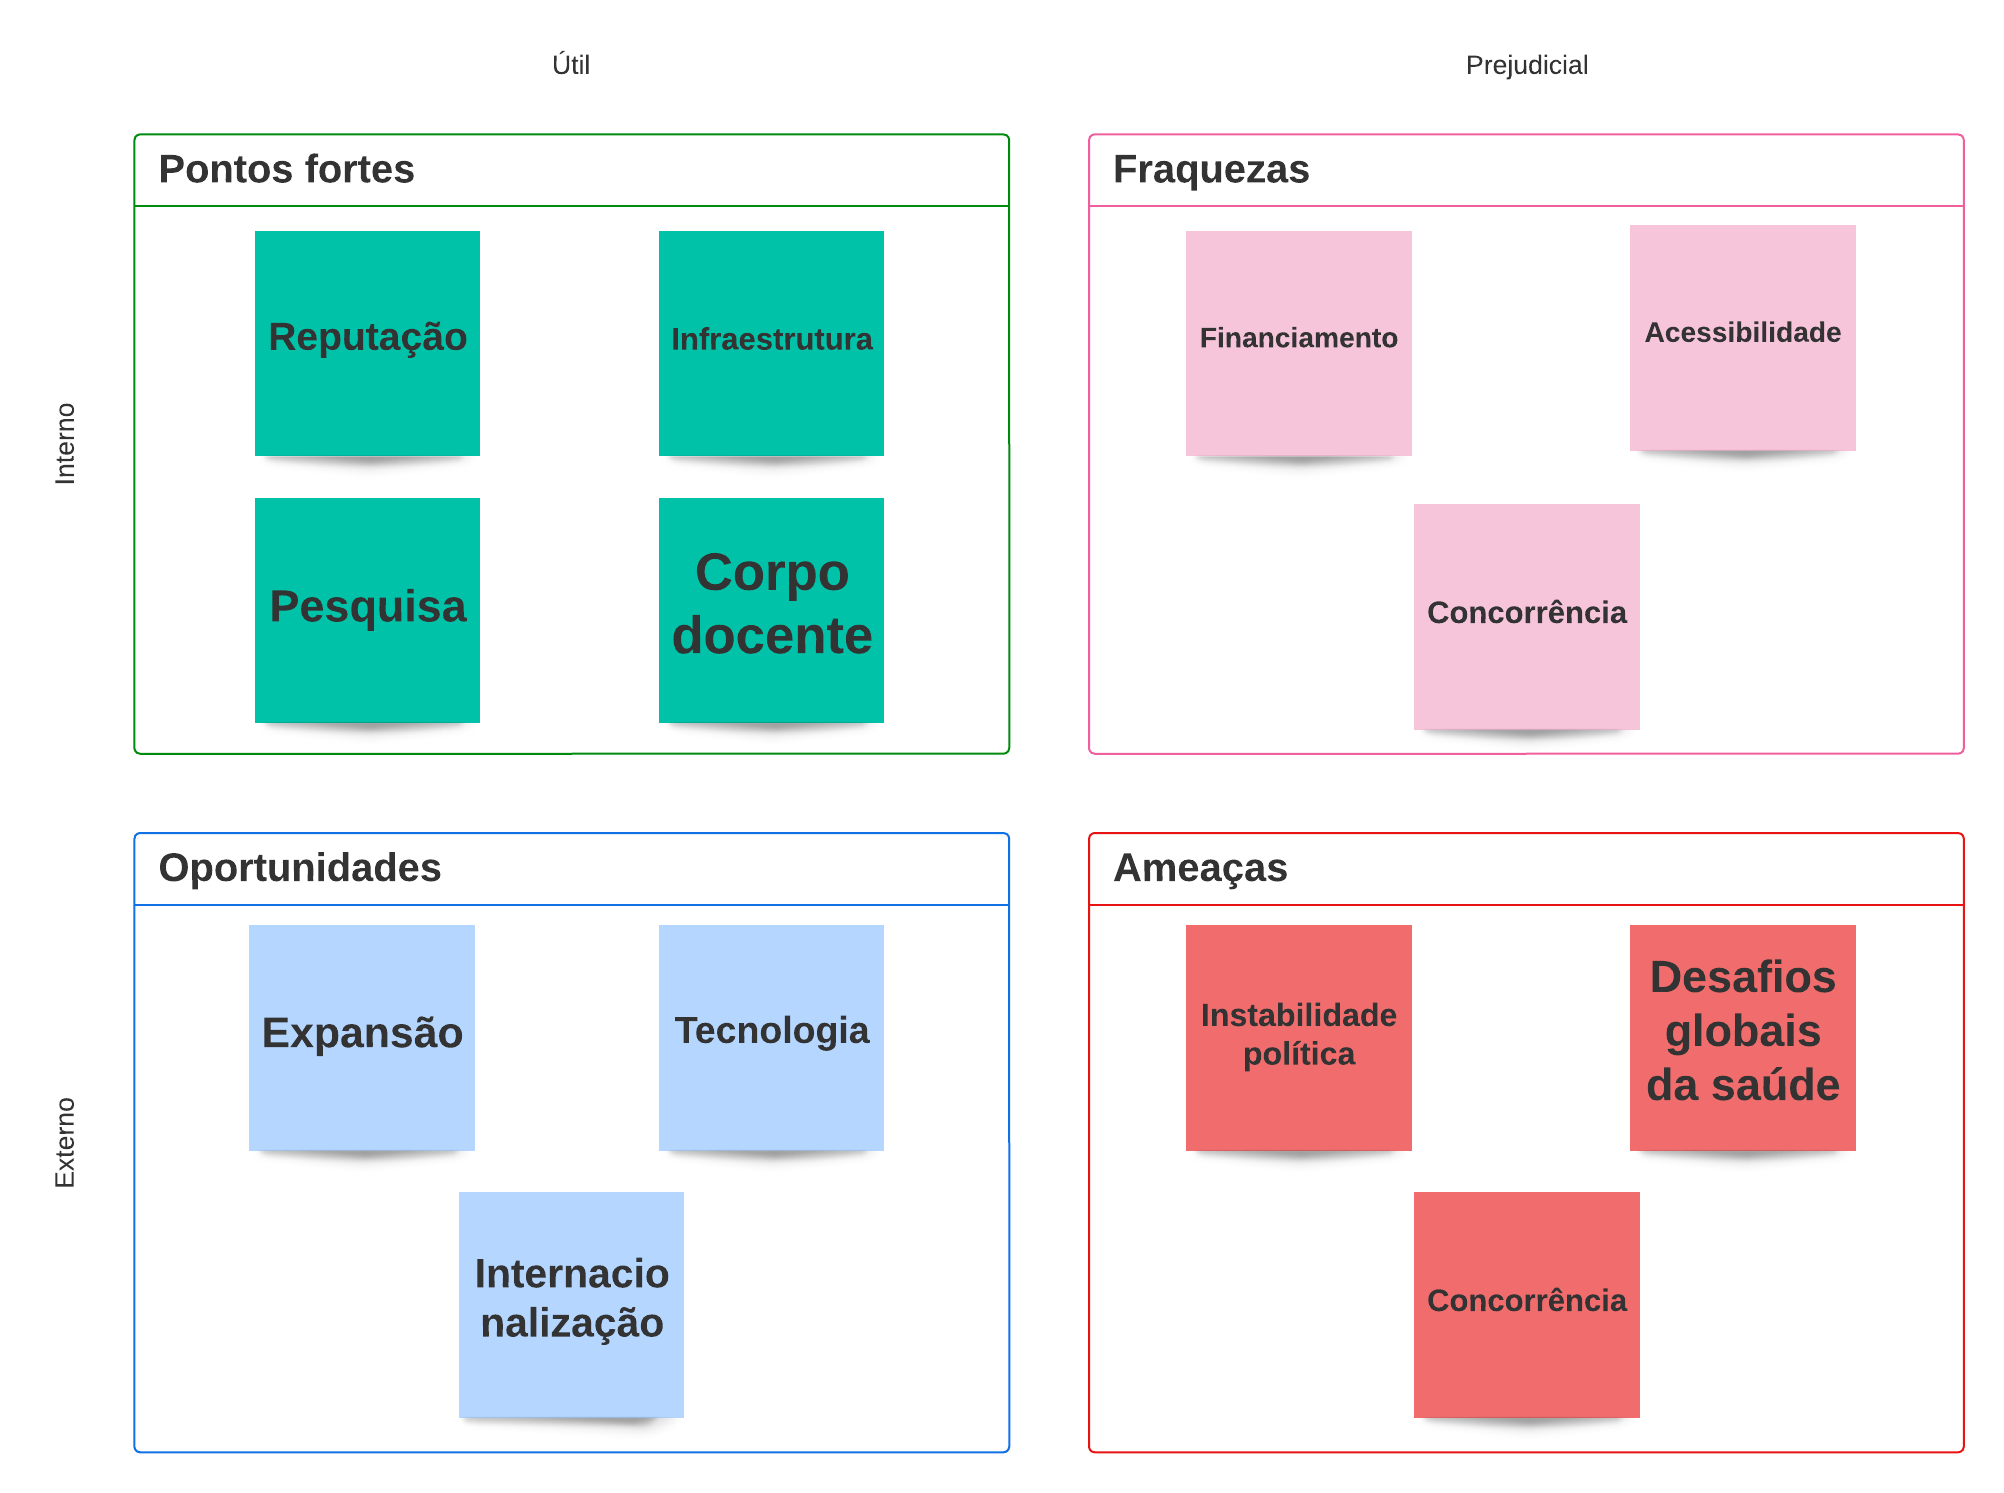 Útil
Prejudicial
Interno
Pontos fortes
Reputação
Infraestrutura
Pesquisa
Corpo
docente
Fraquezas
Financiamento
Acessibilidade
Concorrência
Externo
Oportunidades
Expansão
Tecnologia
Internacio
nalização
Ameaças
Instabilidade
política
Desafios
globais
da saúde
Concorrência